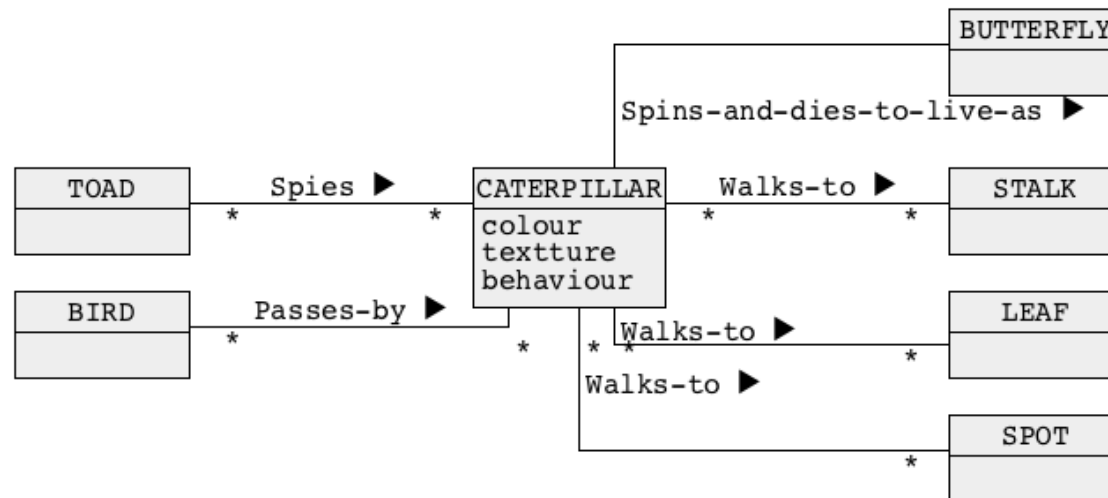 BUTTERFLY
Spins-and-dies-to-live-as ▶
TOAD
Spies ▶
CATERPILLAR
Walks-to ▶
STALK
* * * *
colour
textture
behaviour
BIRD
Passes-by ▶
Walks-to ▶
LEAF
* * * * *
Walks-to ▶
SPOT
*